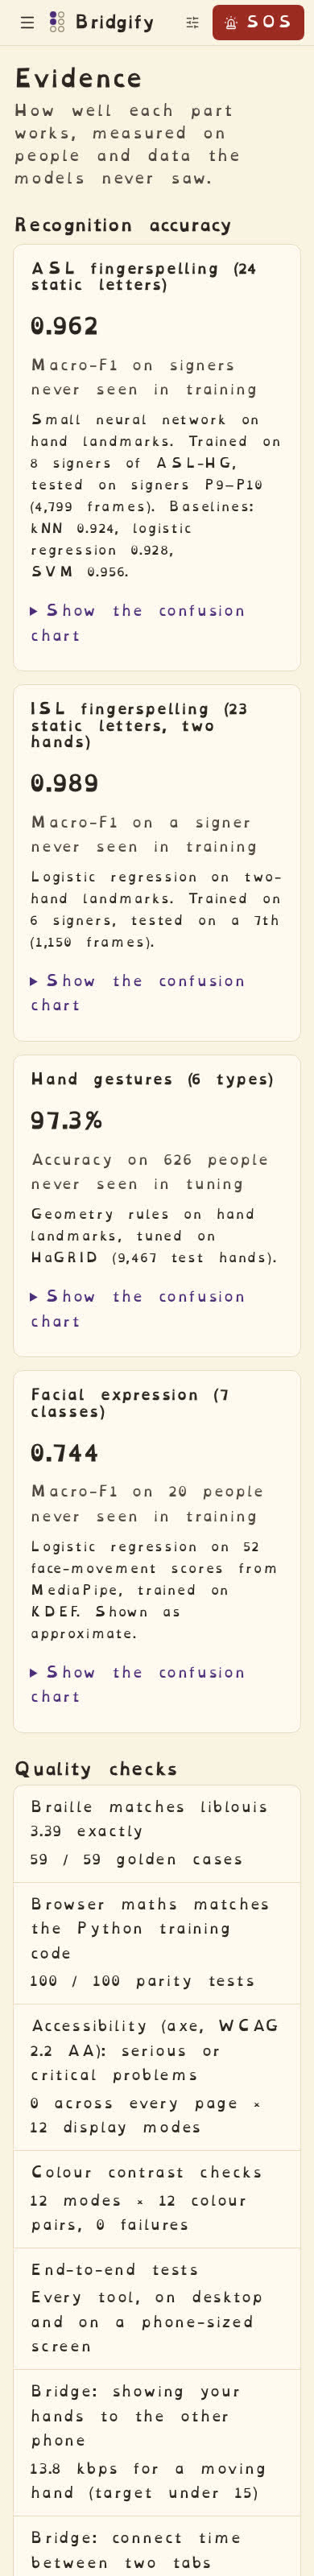 Bridgify
SOS
Evidence
How well each part
works, measured on
people and data the
models never saw.
Recognition accuracy
ASL fingerspelling (24
static letters)
0.962
Macro-F1 on signers
never seen in training
Small neural network on
hand landmarks. Trained on
8 signers of ASL-HG,
tested on signers P9–P10
(4,799 frames). Baselines:
kNN 0.924, logistic
regression 0.928,
SVM 0.956.
▸ Show the confusion
chart
ISL fingerspelling (23
static letters, two
hands)
0.989
Macro-F1 on a signer
never seen in training
Logistic regression on two-
hand landmarks. Trained on
6 signers, tested on a 7th
(1,150 frames).
▸ Show the confusion
chart
Hand gestures (6 types)
97.3%
Accuracy on 626 people
never seen in tuning
Geometry rules on hand
landmarks, tuned on
HaGRID (9,467 test hands).
▸ Show the confusion
chart
Facial expression (7
classes)
0.744
Macro-F1 on 20 people
never seen in training
Logistic regression on 52
face-movement scores from
MediaPipe, trained on
KDEF. Shown as
approximate.
▸ Show the confusion
chart
Quality checks
Braille matches liblouis
3.39 exactly
59 / 59 golden cases
Browser maths matches
the Python training
code
100 / 100 parity tests
Accessibility (axe, WCAG
2.2 AA): serious or
critical problems
0 across every page ×
12 display modes
Colour contrast checks
12 modes × 12 colour
pairs, 0 failures
End-to-end tests
Every tool, on desktop
and on a phone-sized
screen
Bridge: showing your
hands to the other
phone
13.8 kbps for a moving
hand (target under 15)
Bridge: connect time
between two tabs